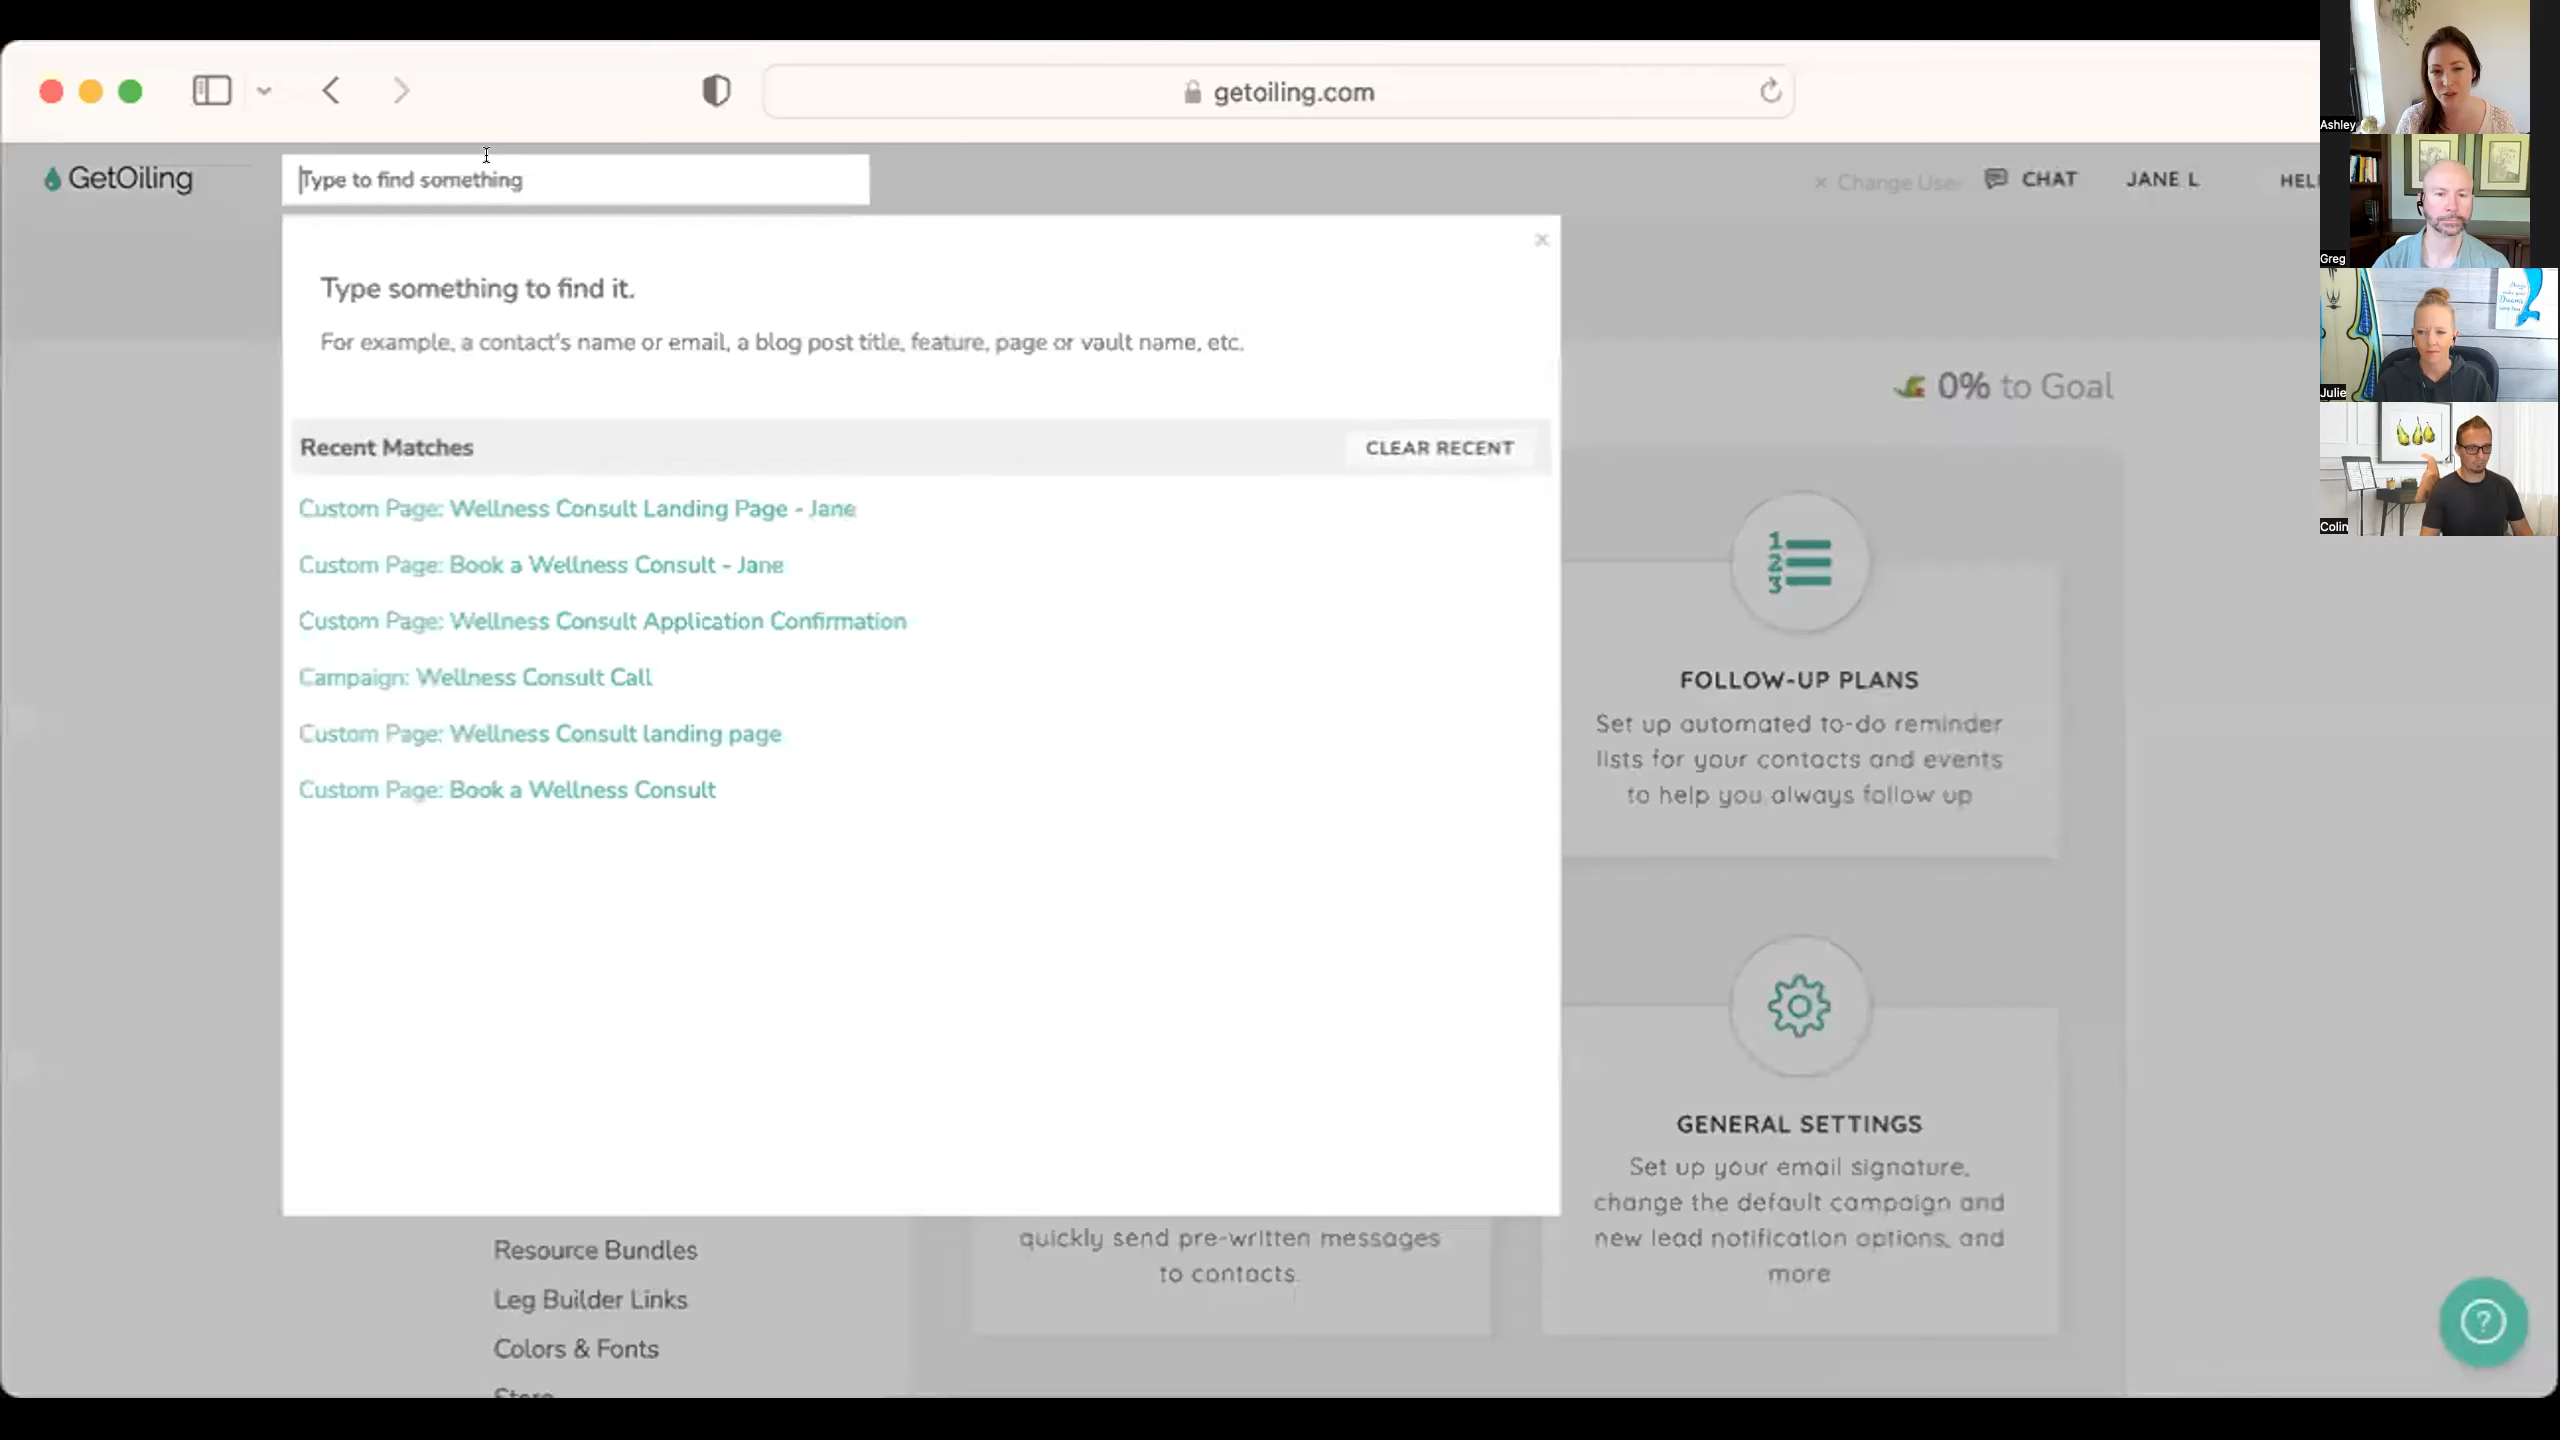 getoiling.com
GetOiling
Type to find something
× Change Use
CHAT
JANE L
HEL
Type something to find it.
For example, a contact's name or email, a blog post title, feature, page or vault name, etc.
Recent Matches
CLEAR RECENT
Custom Page: Wellness Consult Landing Page - Jane
Custom Page: Book a Wellness Consult - Jane
Custom Page: Wellness Consult Application Confirmation
Campaign: Wellness Consult Call
Custom Page: Wellness Consult landing page
Custom Page: Book a Wellness Consult
0% to Goal
1
2
3
FOLLOW-UP PLANS
Set up automated to-do reminder
lists for your contacts and events
to help you always follow up
GENERAL SETTINGS
Set up your email signature,
change the default campaign and
new lead notification options, and
more
quickly send pre-written messages
to contacts.
Resource Bundles
Leg Builder Links
Colors & Fonts
Store
?
Ashley
Greg
Julie
Colin